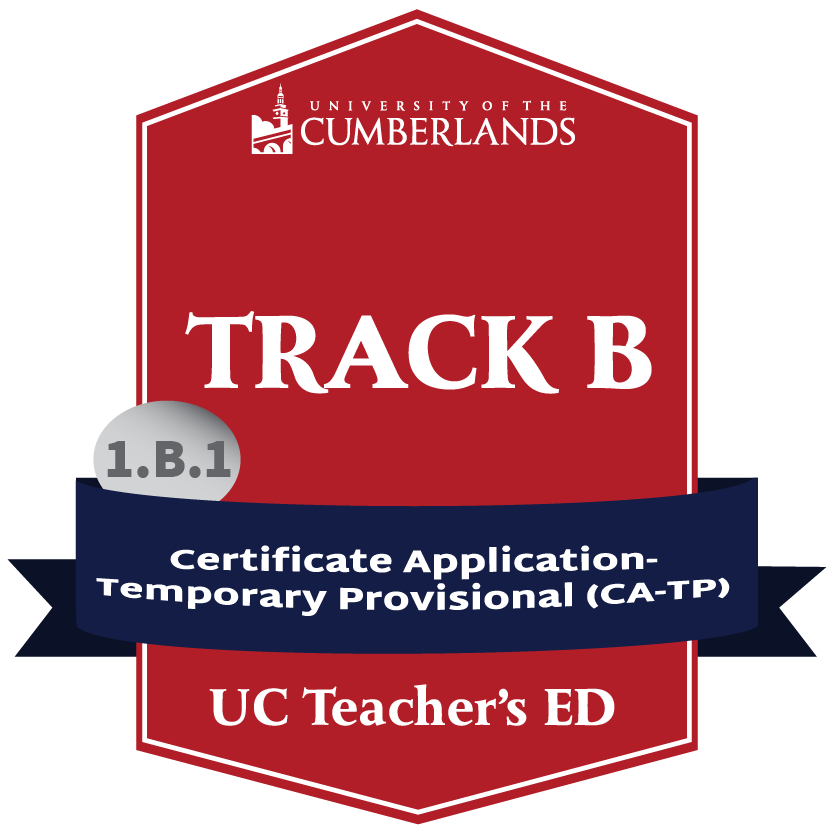 UNIVERSITY OF THE
CUMBERLANDS
TRACK B
1.B.1
Certificate Application-
Temporary Provisional (CA-TP)
UC Teacher’s ED